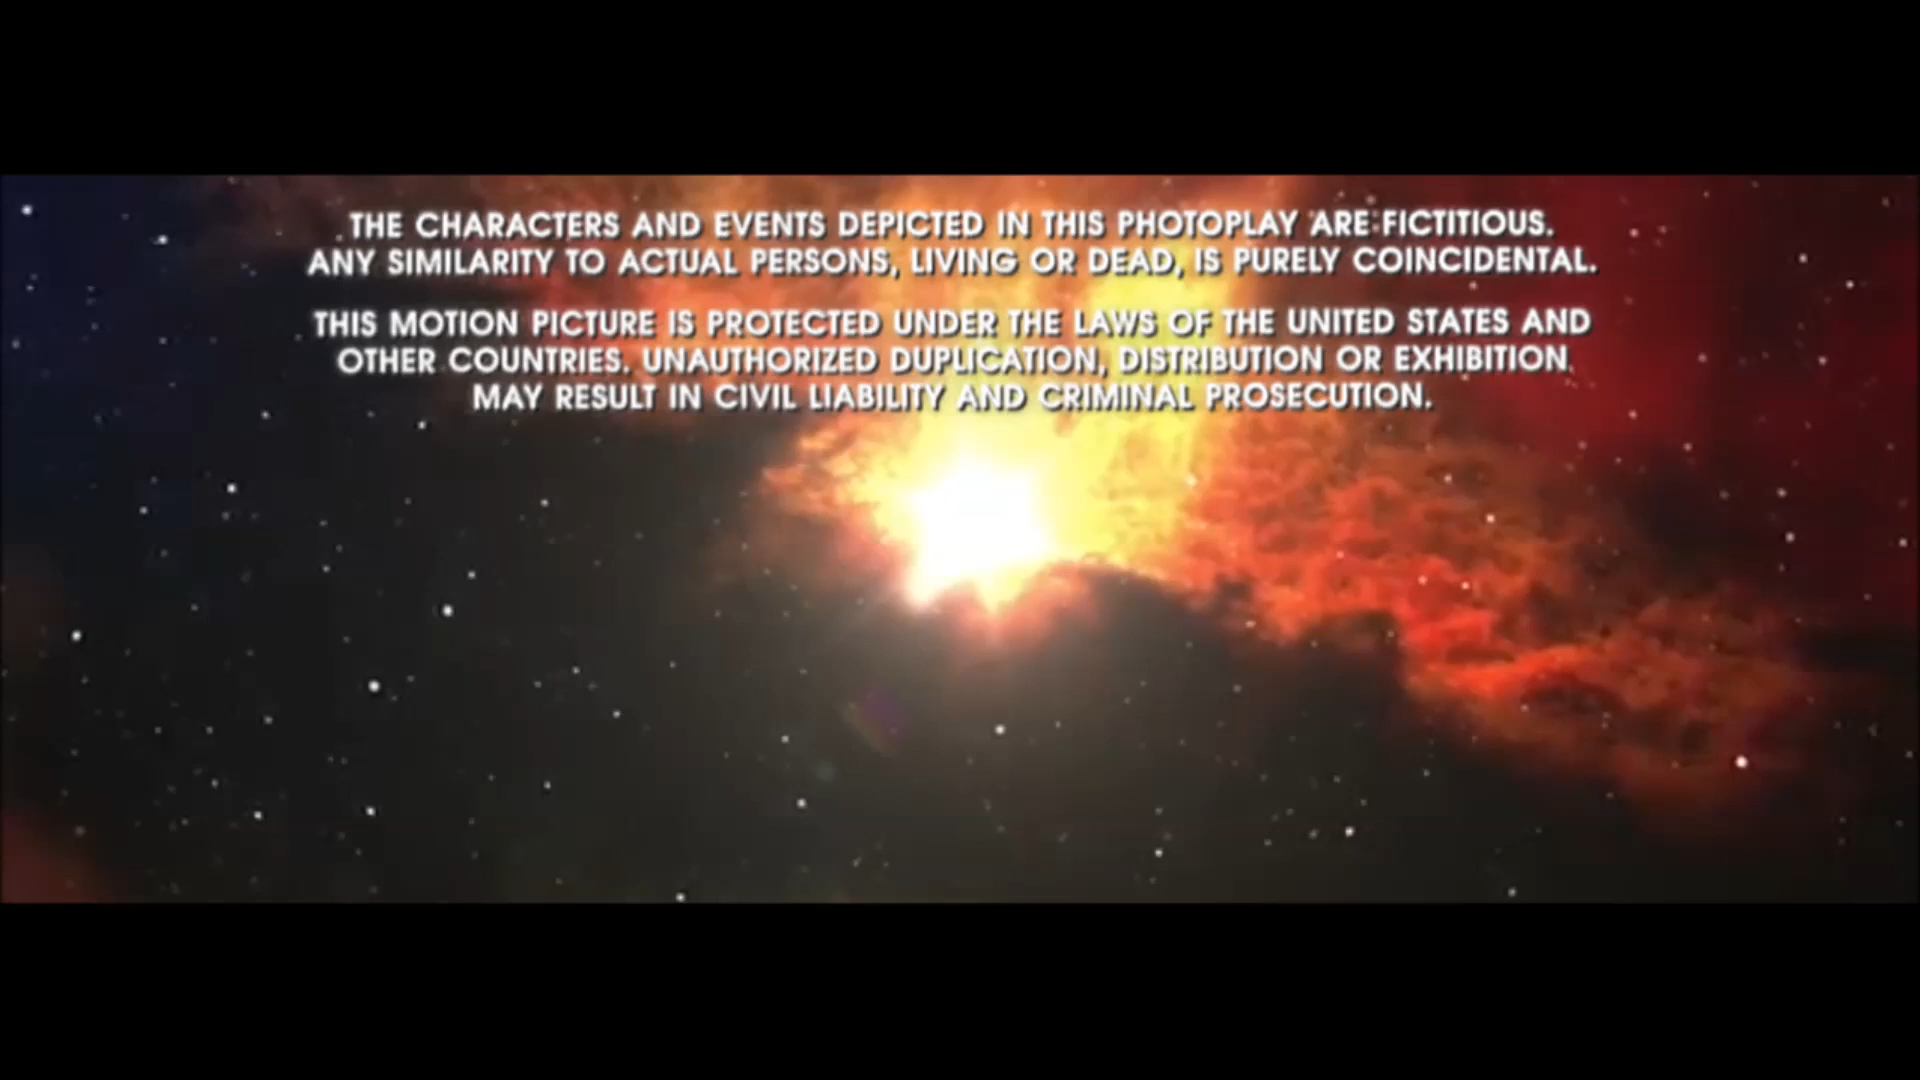 THE CHARACTERS AND EVENTS DEPICTED IN THIS PHOTOPLAY ARE FICTITIOUS.
ANY SIMILARITY TO ACTUAL PERSONS, LIVING OR DEAD, IS PURELY COINCIDENTAL.
THIS MOTION PICTURE IS PROTECTED UNDER THE LAWS OF THE UNITED STATES AND
OTHER COUNTRIES. UNAUTHORIZED DUPLICATION, DISTRIBUTION OR EXHIBITION
MAY RESULT IN CIVIL LIABILITY AND CRIMINAL PROSECUTION.